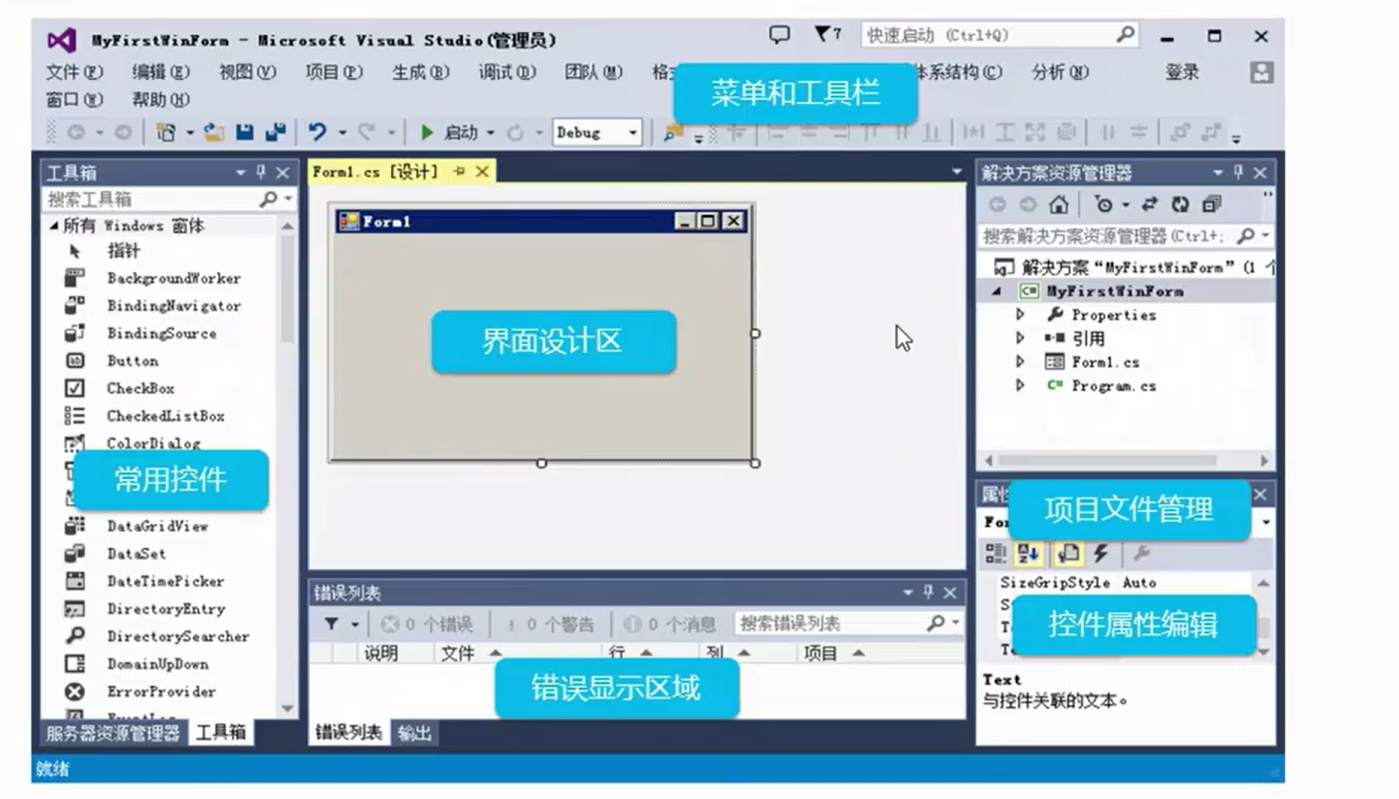 MyFirstWinForm - Microsoft Visual Studio(管理员)
7
快速启动 (Ctrl+Q)
文件(F) 编辑(E) 视图(V) 项目(P) 生成(B) 调试(D) 团队(M) 体系结构(C) 分析(N) 登录
菜单和工具栏
窗口(W) 帮助(H)
启动 Debug
工具箱
搜索工具箱
所有 Windows 窗体
指针
BackgroundWorker
BindingNavigator
BindingSource
Button
CheckBox
CheckedListBox
ColorDialog
常用控件
DataGridView
DataSet
DateTimePicker
DirectoryEntry
DirectorySearcher
DomainUpDown
ErrorProvider
EventLog
服务器资源管理器 工具箱
Form1.cs [设计]
Form1
界面设计区
错误列表
0 个错误 0 个警告 0 个消息 搜索错误列表
说明 文件 行 列 项目
错误显示区域
错误列表 输出
解决方案资源管理器
搜索解决方案资源管理器(Ctrl+;
解决方案“MyFirstWinForm”(1 个
MyFirstWinForm
Properties
引用
Form1.cs
Program.cs
项目文件管理
SizeGripStyle Auto
控件属性编辑
Text
与控件关联的文本。
就绪